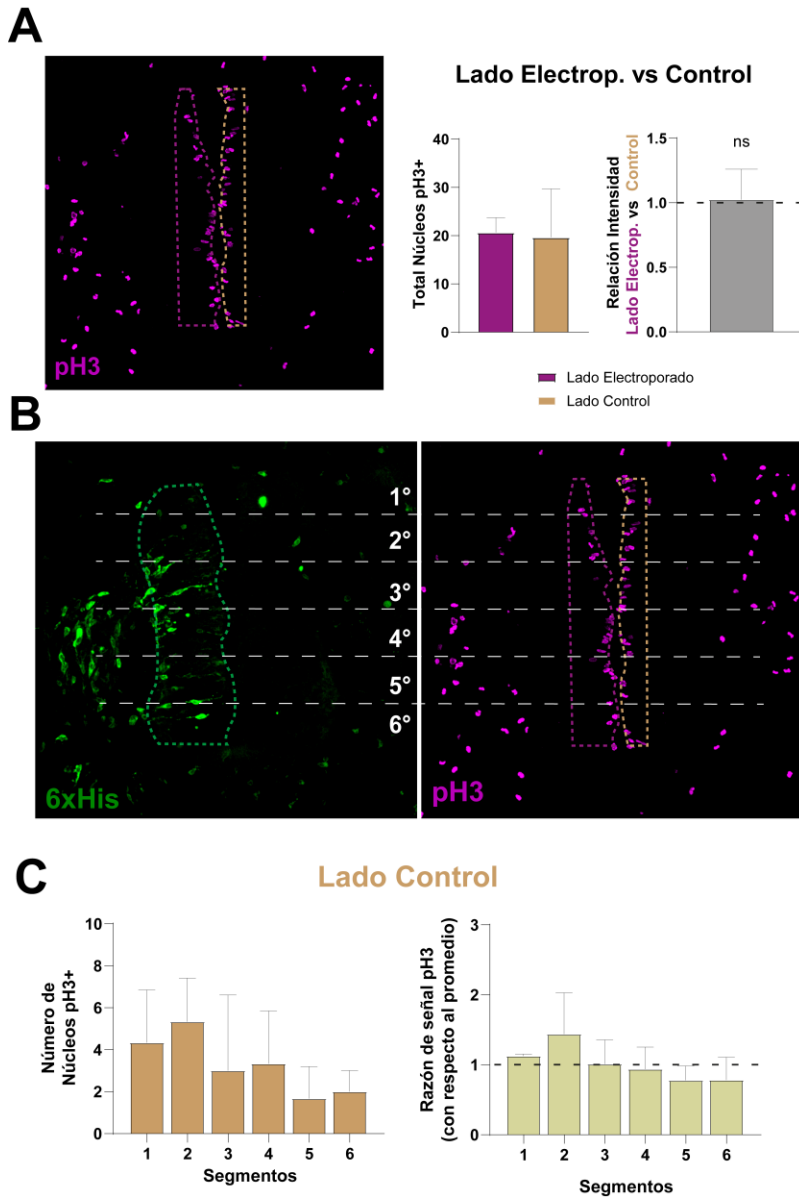 A
Lado Electrop. vs Control
pH3
Total Núcleos pH3+
40
30
20
10
0
Relación Intensidad
Lado Electrop. vs Control
1.5
1.0
0.5
0.0
ns
Lado Electroporado
Lado Control
B
1°
2°
3°
4°
5°
6°
6xHis
pH3
C
Lado Control
Número de
Núcleos pH3+
10
8
6
4
2
0
1 2 3 4 5 6
Segmentos
Razón de señal pH3
(con respecto al promedio)
3
2
1
0
1 2 3 4 5 6
Segmentos